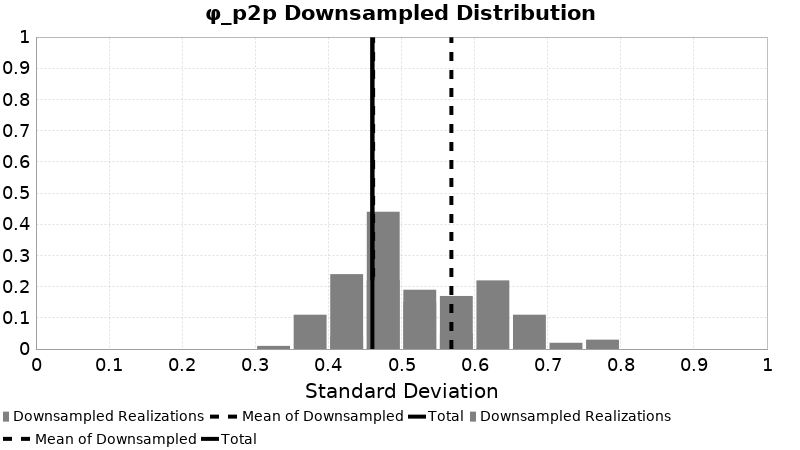 φ_p2p Downsampled Distribution
1
0.9
0.8
0.7
0.6
0.5
0.4
0.3
0.2
0.1
0
0 0.1 0.2 0.3 0.4 0.5 0.6 0.7 0.8 0.9 1
Standard Deviation
Downsampled Realizations Mean of Downsampled Total Downsampled Realizations
Mean of Downsampled Total